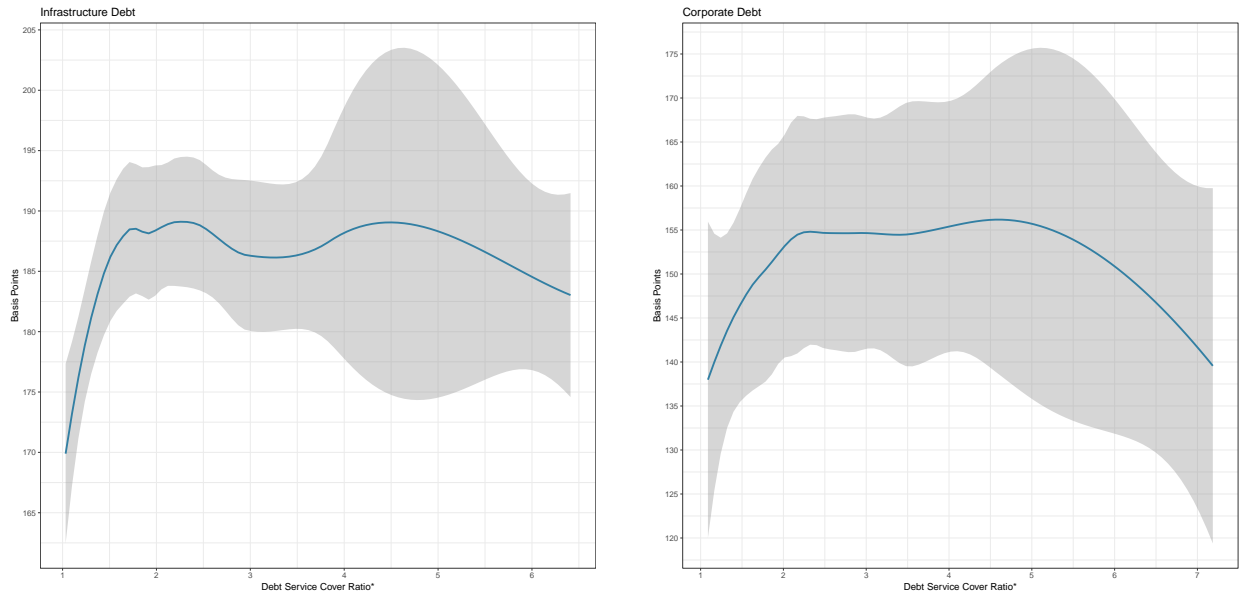 Infrastructure Debt
205
200
195
190
185
180
175
170
165
Basis Points
1 2 3 4 5 6
Debt Service Cover Ratio*
Corporate Debt
175
170
165
160
155
150
145
140
135
130
125
120
Basis Points
1 2 3 4 5 6 7
Debt Service Cover Ratio*